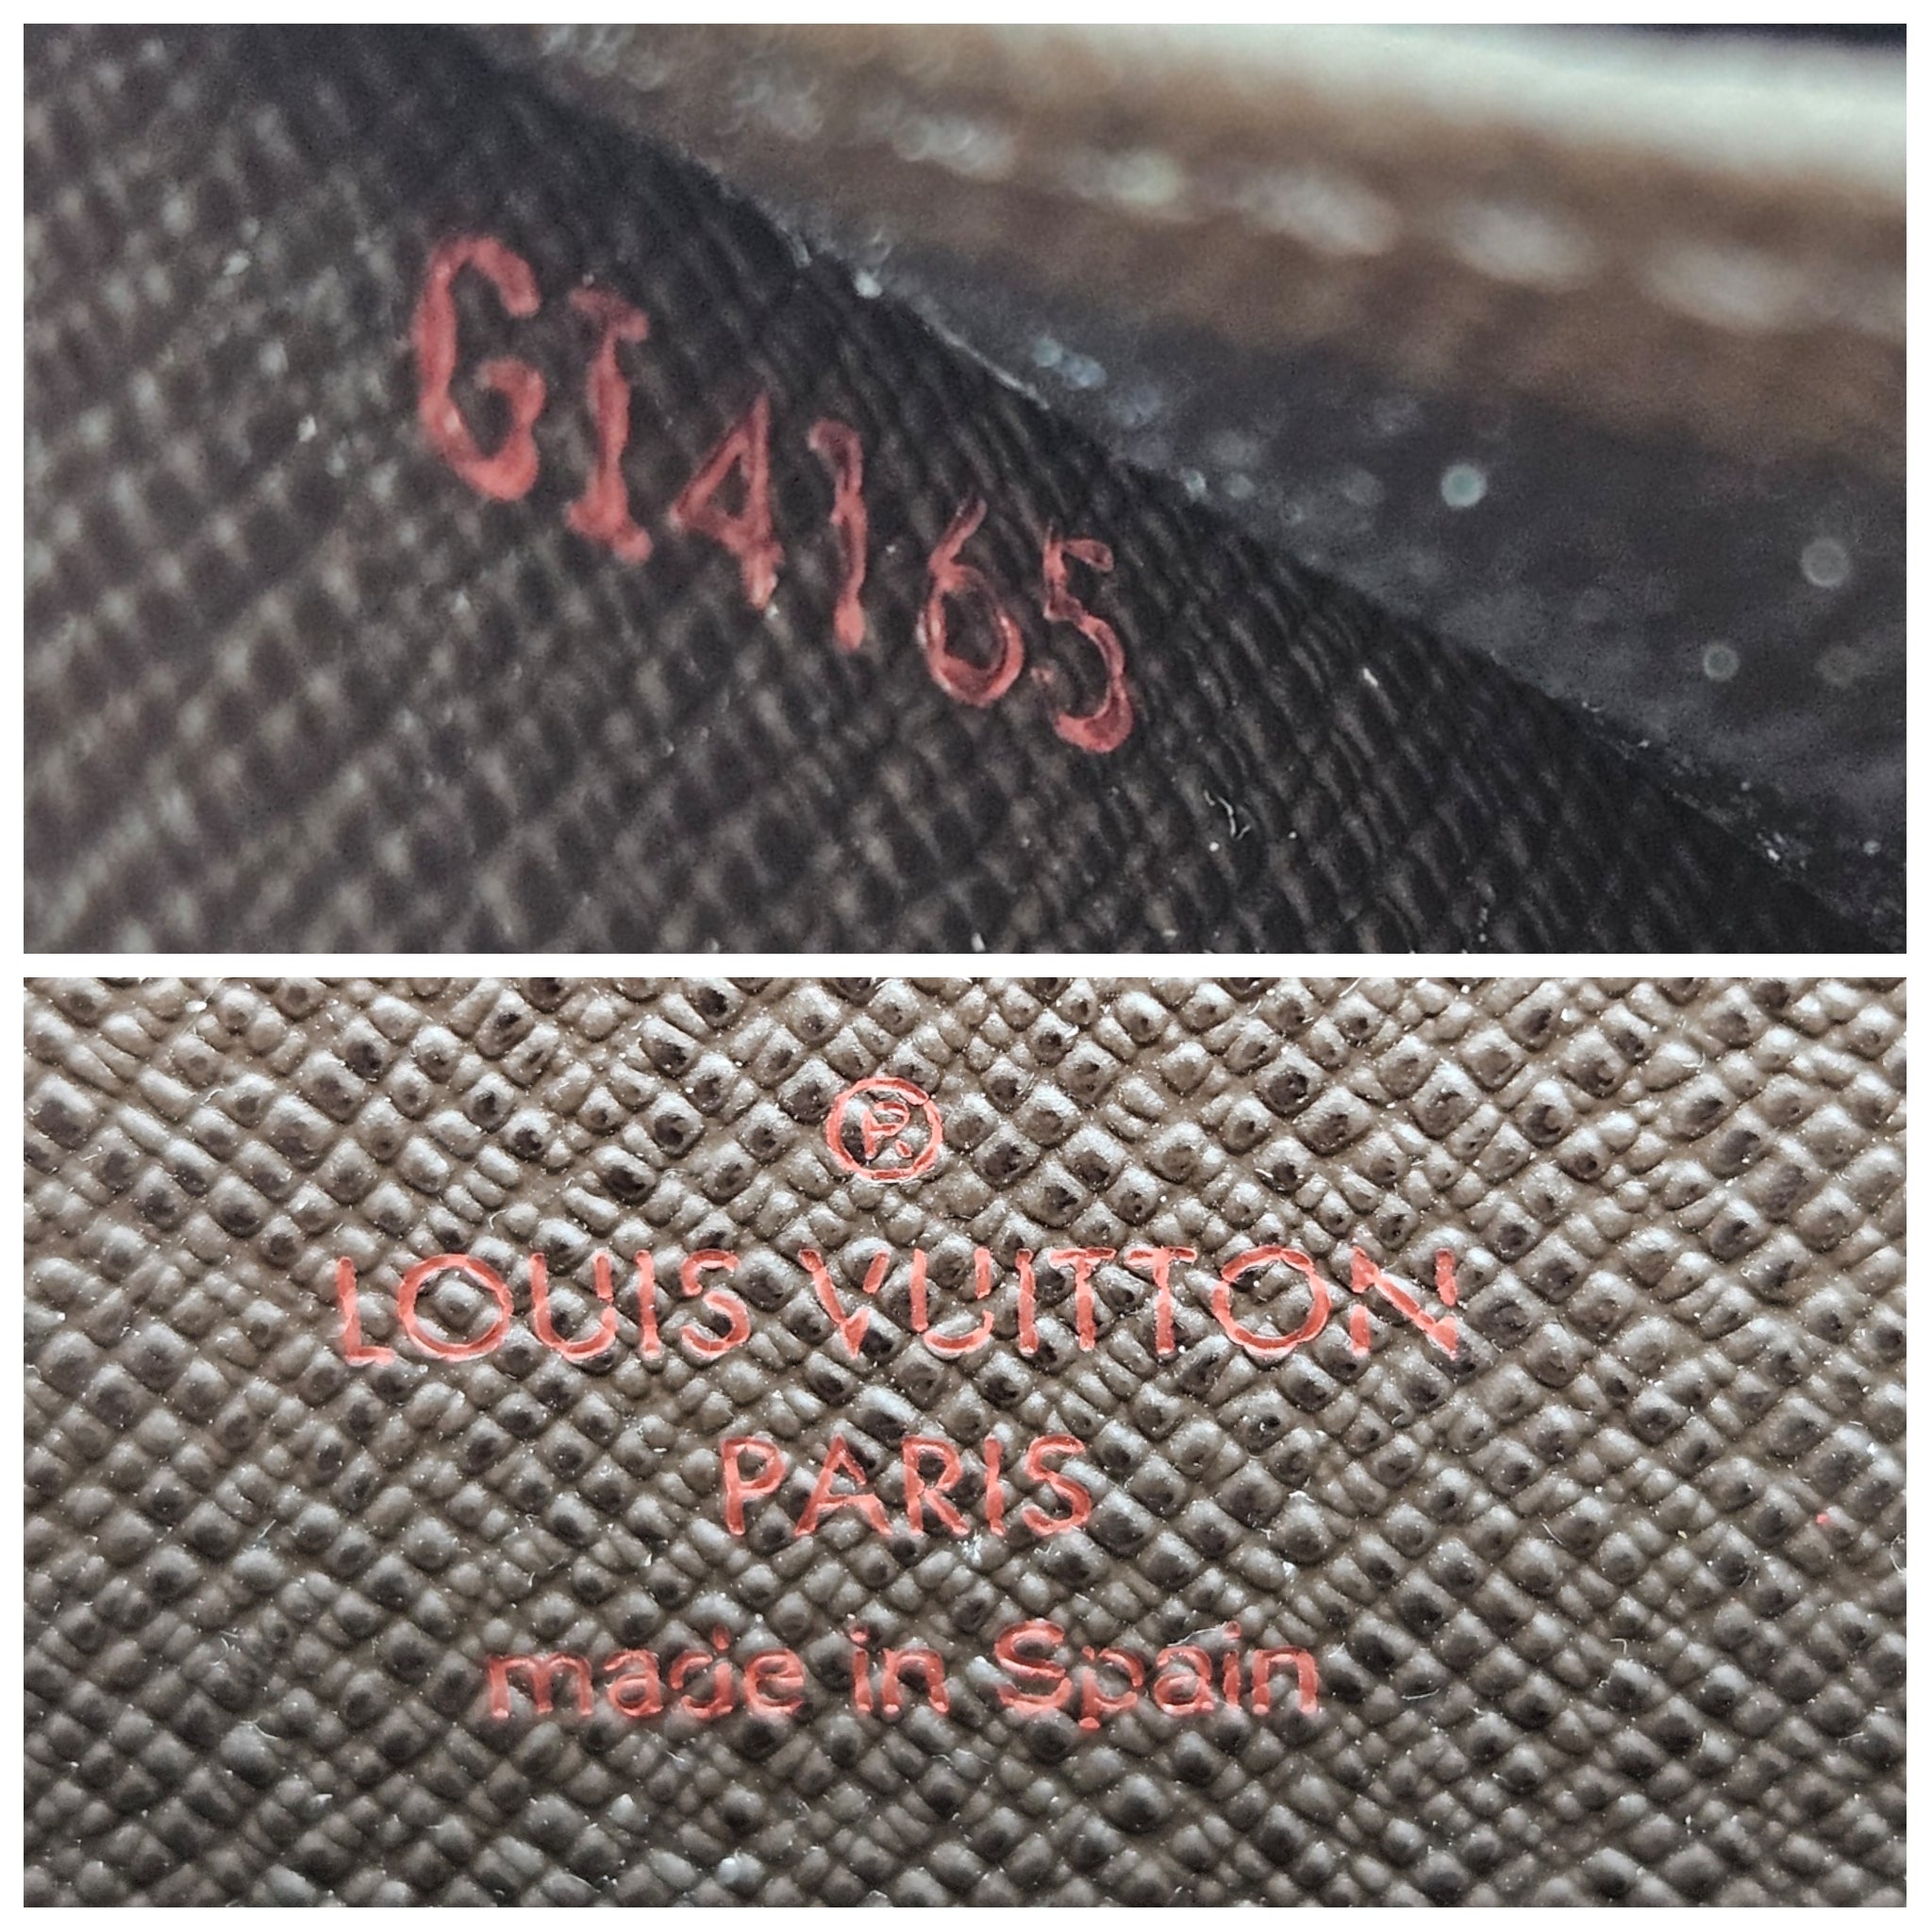 GI4165
®
LOUIS VUITTON
PARIS
made in Spain